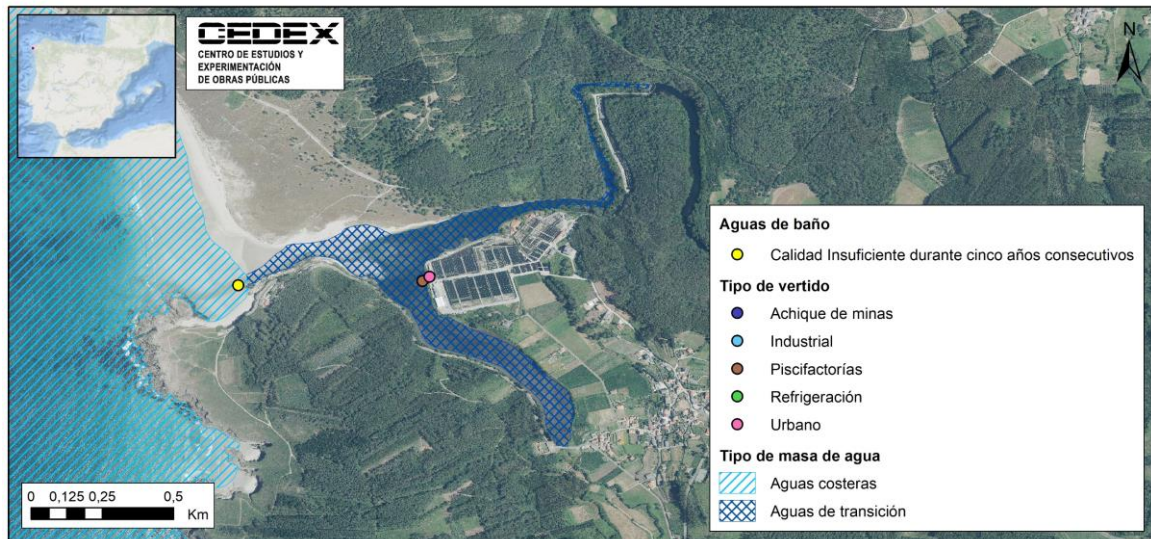 CEDEX
CENTRO DE ESTUDIOS Y
EXPERIMENTACIÓN
DE OBRAS PÚBLICAS
N
Aguas de baño
Calidad Insuficiente durante cinco años consecutivos
Tipo de vertido
Achique de minas
Industrial
Piscifactorías
Refrigeración
Urbano
Tipo de masa de agua
Aguas costeras
Aguas de transición
0 0,125 0,25 0,5
Km